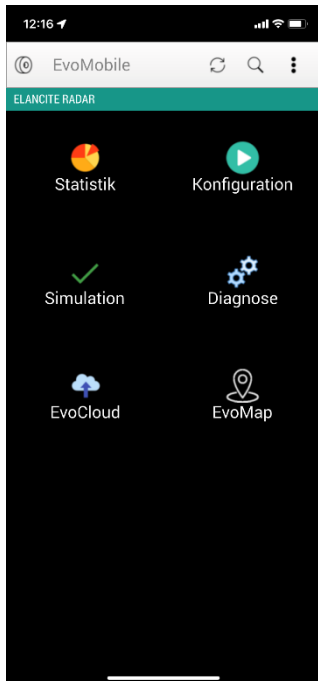 12:16
EvoMobile
ELANCITE RADAR
Statistik Konfiguration
Simulation Diagnose
EvoCloud EvoMap